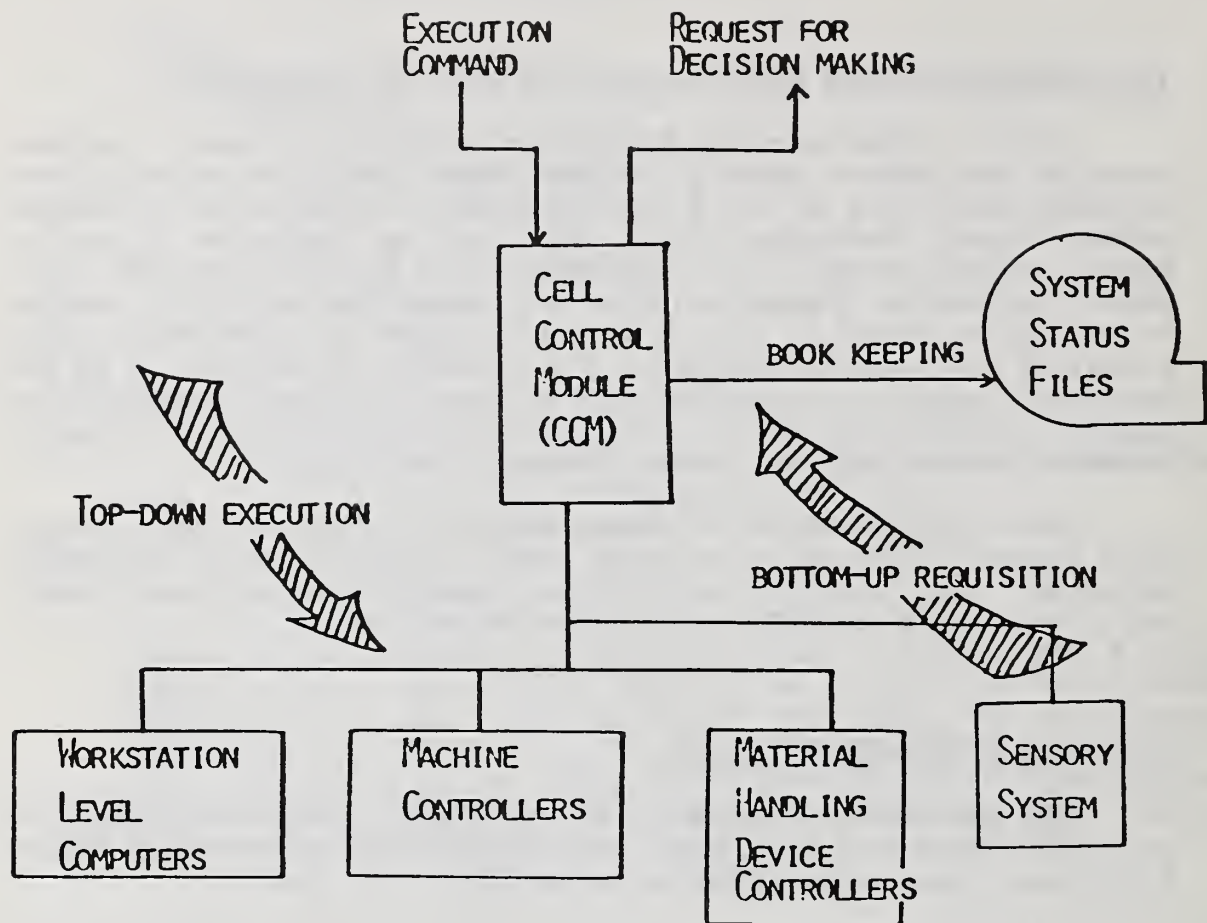 EXECUTION
COMMAND
REQUEST FOR
DECISION MAKING
CELL
CONTROL
MODULE
(CCM)
BOOK KEEPING
SYSTEM
STATUS
FILES
TOP-DOWN EXECUTION
BOTTOM-UP REQUISITION
WORKSTATION
LEVEL
COMPUTERS
MACHINE
CONTROLLERS
MATERIAL
HANDLING
DEVICE
CONTROLLERS
SENSORY
SYSTEM